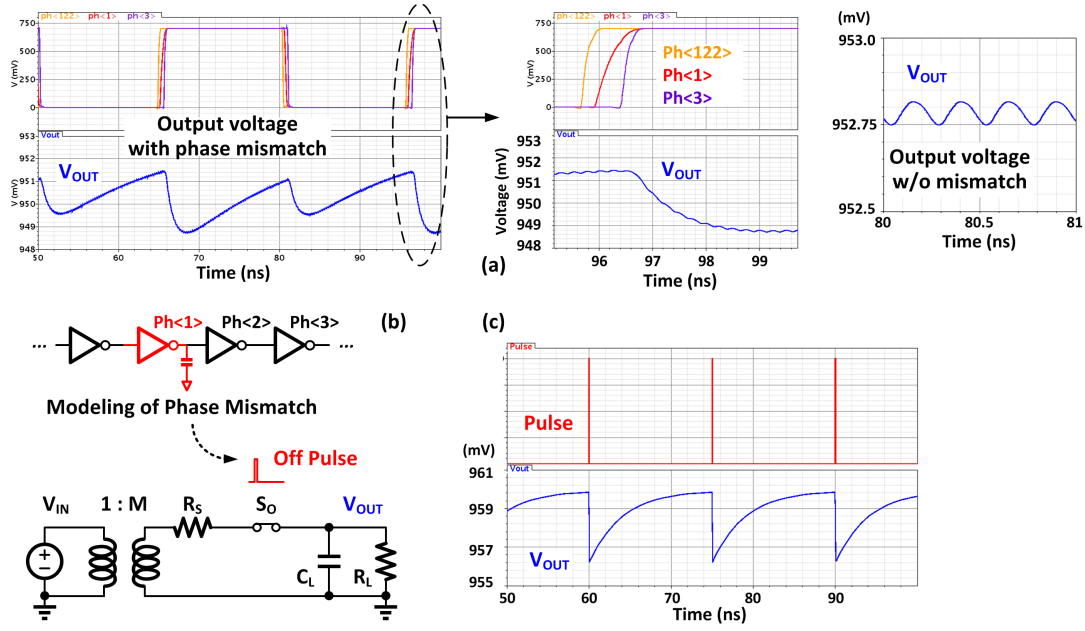 ph<122> ph<1> ph<3>
750
500
250
0
V (mV)
Output voltage
with phase mismatch
Vout
953
952
951
950
949
948
V (mV)
VOUT
50 60 70 80 90
Time (ns)
ph<122> ph<1> ph<3>
750
500
250
0
V (mV)
Ph<122>
Ph<1>
Ph<3>
Vout
953
952
951
950
949
948
Voltage (mV)
VOUT
96 97 98 99
Time (ns)
(mV)
953.0
952.75
952.5
VOUT
Output voltage
w/o mismatch
80 80.5 81
Time (ns)
(a)
(b)
Ph<1> Ph<2> Ph<3>
... ...
Modeling of Phase Mismatch
Off Pulse
VIN 1 : M RS SO VOUT
CL RL
(c)
Pulse
Pulse
(mV)
Vout
961
959
957
955
VOUT
50 60 70 80 90
Time (ns)